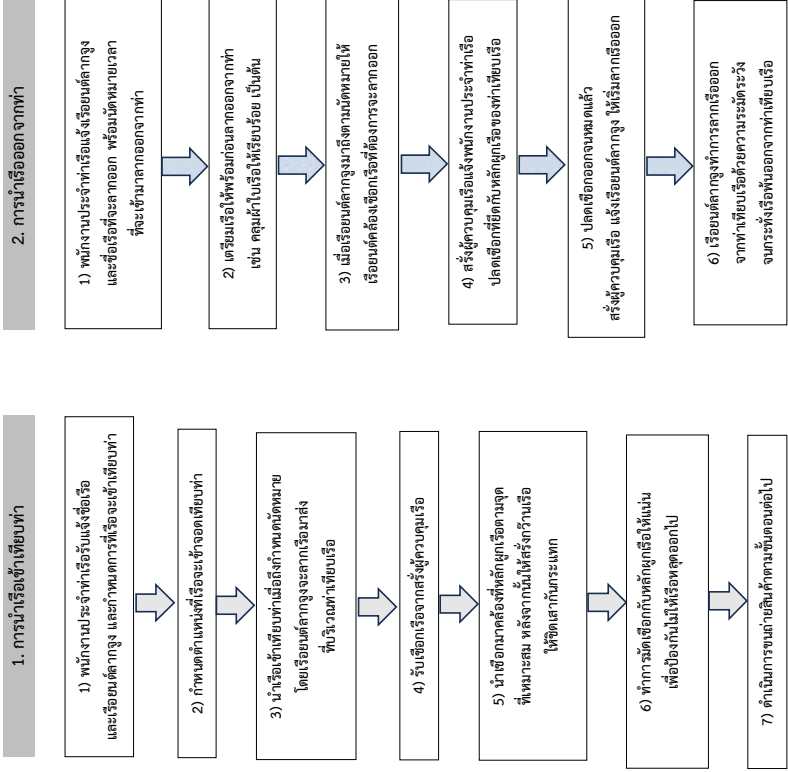 1. การนำเรือเข้าเทียบท่า
1) พนักงานประจำท่าเรือรับแจ้งชื่อเรือ
และเรือยนต์ลากจูง และกำหนดการที่เรือจะเข้าเทียบท่า
2) กำหนดตำแหน่งที่เรือจะเข้าจอดเทียบท่า
3) นำเรือเข้าเทียบท่าเมื่อถึงกำหนดนัดหมาย
โดยเรือยนต์ลากจูงจะลากเรือมาส่ง
ที่บริเวณท่าเทียบเรือ
4) รับเชือกเรือจากสรั่งผู้ควบคุมเรือ
5) นำเชือกมาคล้องที่หลักผูกเรือตามจุด
ที่เหมาะสม หลังจากนั้นให้สรั่งกว้านเรือ
ให้ชิดเสากันกระแทก
6) ทำการมัดเชือกกับหลักผูกเรือให้แน่น
เพื่อป้องกันไม่ให้เรือหลุดออกไป
7) ดำเนินการขนถ่ายสินค้าตามขั้นตอนต่อไป
2. การนำเรือออกจากท่า
1) พนักงานประจำท่าเรือแจ้งเรือยนต์ลากจูง
และชื่อเรือที่จะลากออก พร้อมนัดหมายเวลา
ที่จะเข้ามาลากออกจากท่า
2) เตรียมเรือให้พร้อมก่อนลากออกจากท่า
เช่น คลุมผ้าใบเรือให้เรียบร้อย เป็นต้น
3) เมื่อเรือยนต์ลากจูงมาถึงตามนัดหมายให้
เรือยนต์คล้องเชือกเรือที่ต้องการจะลากออก
4) สรั่งผู้ควบคุมเรือแจ้งพนักงานประจำท่าเรือ
ปลดเชือกที่ยึดกับหลักผูกเรือของท่าเทียบเรือ
5) ปลดเชือกออกจนหมดแล้ว
สรั่งผู้ควบคุมเรือ แจ้งเรือยนต์ลากจูง ให้เริ่มลากเรือออก
6) เรือยนต์ลากจูงทำการลากเรือออก
จากท่าเทียบเรือด้วยความระมัดระวัง
จนกระทั่งเรือพ้นออกจากท่าเทียบเรือ